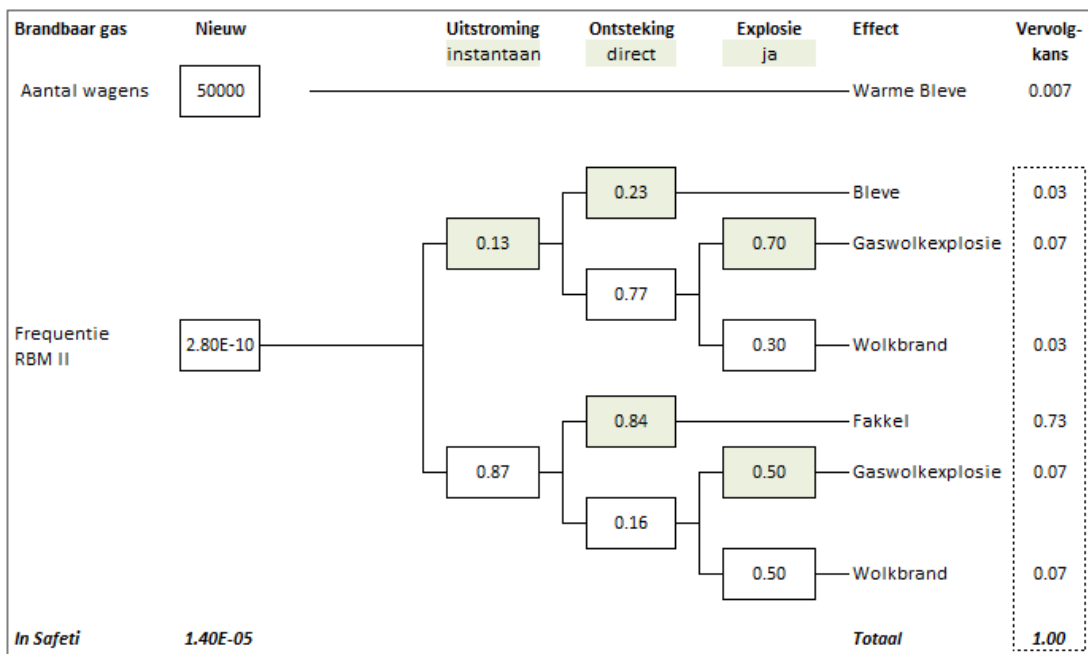 Brandbaar gas Nieuw Uitstroming Ontsteking Explosie Effect Vervolg-
instantaan direct ja kans
Aantal wagens 50000 Warme Bleve 0.007
0.23 Bleve 0.03
0.13 0.70 Gaswolkexplosie 0.07
0.77
Frequentie
RBM II
2.80E-10 0.30 Wolkbrand 0.03
0.84 Fakkel 0.73
0.87 0.50 Gaswolkexplosie 0.07
0.16
0.50 Wolkbrand 0.07
In Safeti 1.40E-05 Totaal 1.00